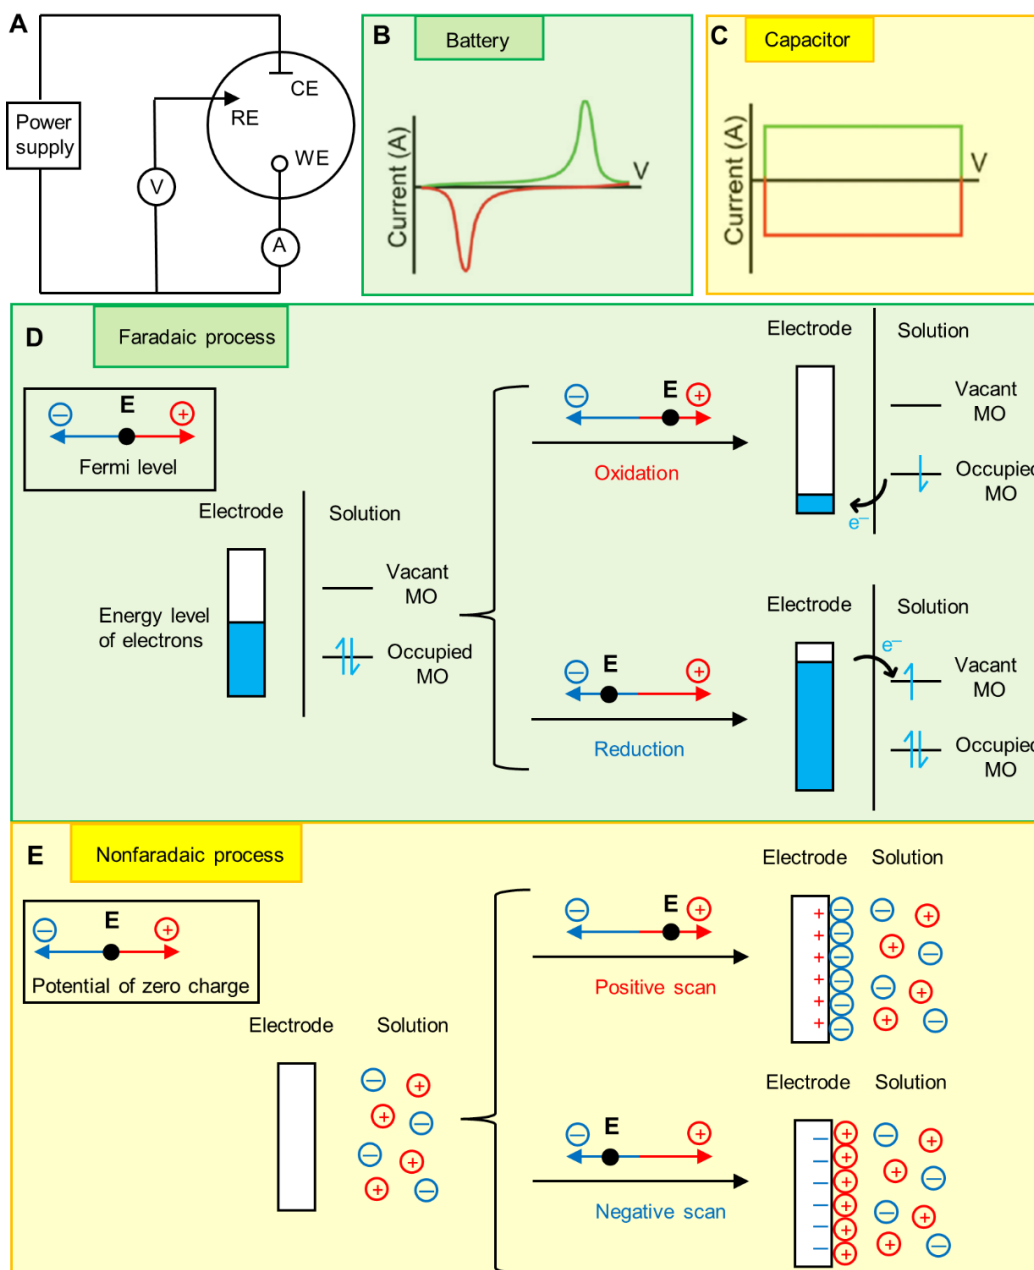 A
Power
supply
V
A
CE
RE
WE
B
Battery
Current (A)
V
C
Capacitor
Current (A)
V
D
Faradaic process
− E +
Fermi level
Electrode Solution
Energy level
of electrons
Vacant
MO
Occupied
MO
− E +
Oxidation
Electrode Solution
Vacant
MO
Occupied
MO
e−
− E +
Reduction
Electrode Solution
e−
Vacant
MO
Occupied
MO
E
Nonfaradaic process
− E +
Potential of zero charge
Electrode Solution
− +
+ −
− +
+ −
− E +
Positive scan
Electrode Solution
+ − − +
+ − + −
+ −
+ − − +
+ − + −
+ −
− E +
Negative scan
Electrode Solution
− + − +
− + + −
− +
− + − +
− + + −
− +